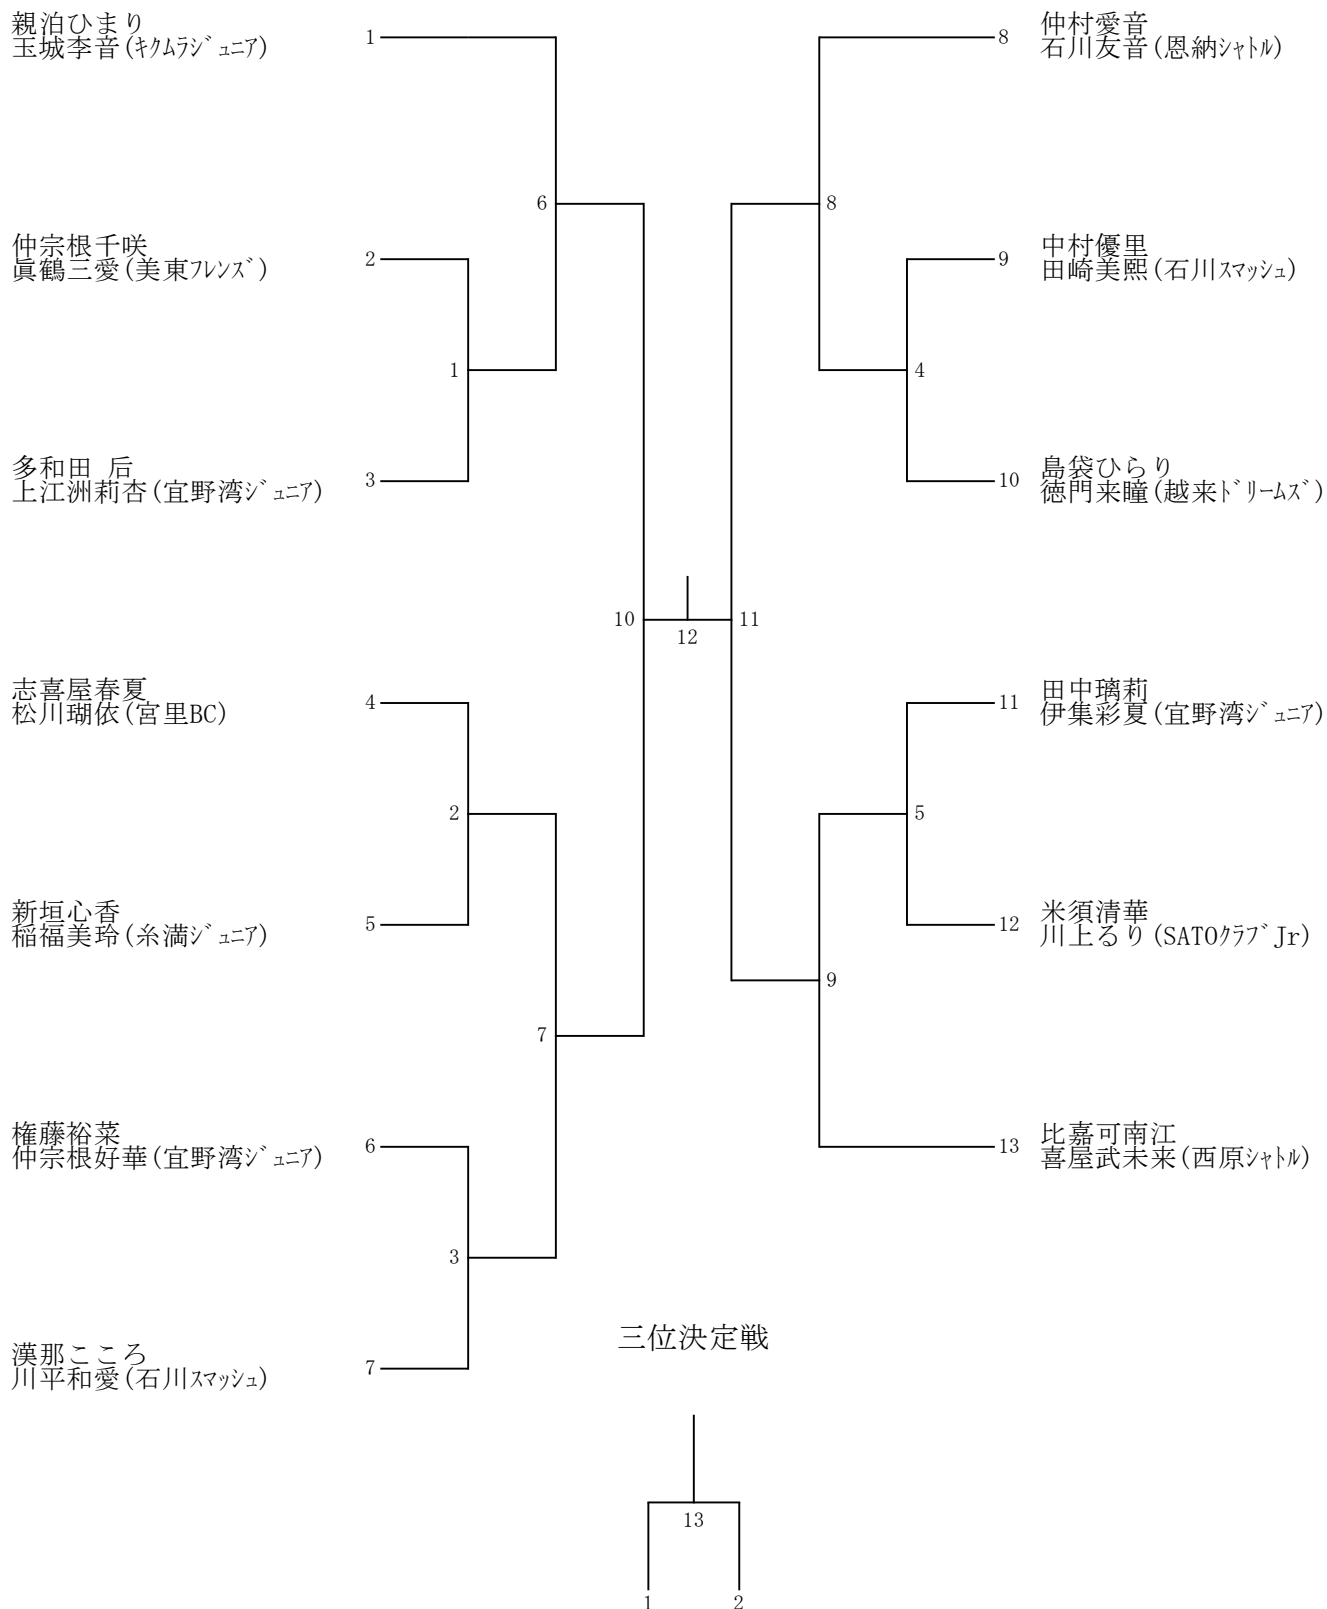 親泊ひまり
玉城李音(ｷｸﾑﾗｼﾞｭﾆｱ)
1
仲宗根千咲
眞鶴三愛(美東ﾌﾚﾝｽﾞ)
2
多和田 后
上江洲莉杏(宜野湾ｼﾞｭﾆｱ)
3
志喜屋春夏
松川瑚依(宮里BC)
4
新垣心香
稲福美玲(糸満ｼﾞｭﾆｱ)
5
権藤裕菜
仲宗根好華(宜野湾ｼﾞｭﾆｱ)
6
漢那こころ
川平和愛(石川ｽﾏｯｼｭ)
7
6
1
2
7
3
10
12
11
8
4
5
9
8
仲村愛音
石川友音(恩納ｼｬﾄﾙ)
9
中村優里
田崎美熙(石川ｽﾏｯｼｭ)
10
島袋ひらり
徳門来瞳(越来ﾄﾞﾘｰﾑｽﾞ)
11
田中璃莉
伊集彩夏(宜野湾ｼﾞｭﾆｱ)
12
米須清華
川上るり(SATOｸﾗﾌﾞJr)
13
比嘉可南江
喜屋武未来(西原ｼｬﾄﾙ)
三位決定戦
13
1
2